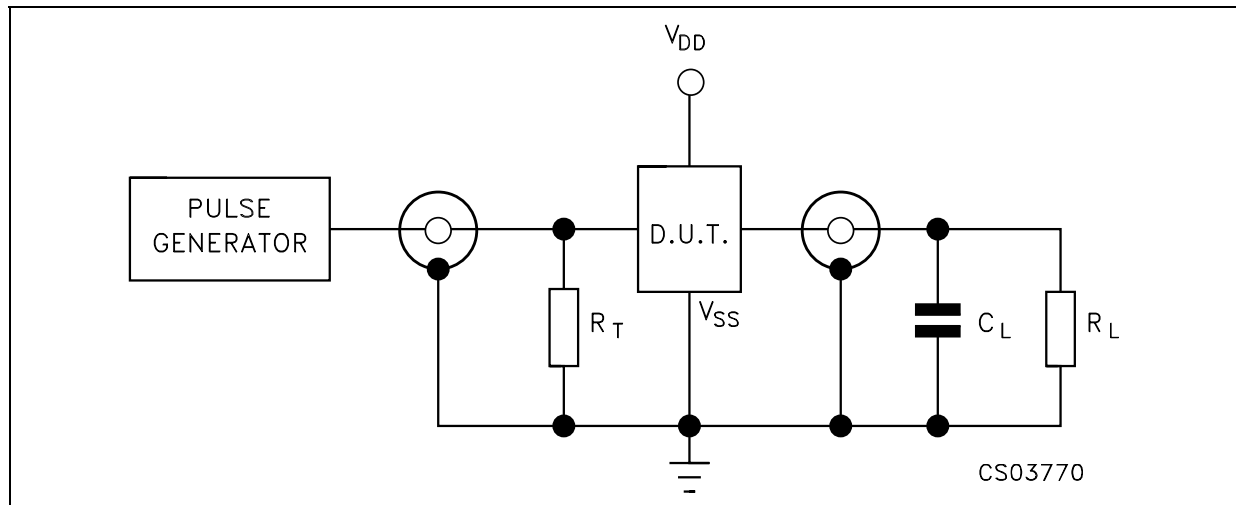 VDD
PULSE
GENERATOR
D.U.T.
RT
VSS
CL
RL
CS03770